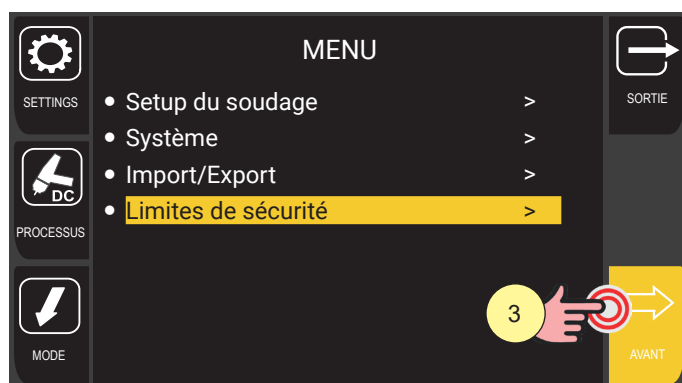 MENU
SETTINGS
• Setup du soudage >
SORTIE
• Système >
• Import/Export >
DC
• Limites de sécurité >
PROCESSUS
3
MODE
AVANT